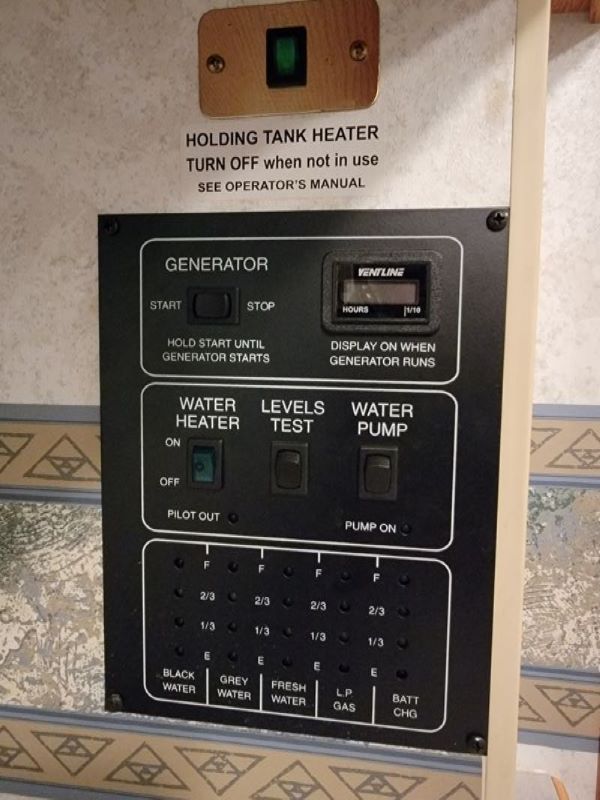 HOLDING TANK HEATER
TURN OFF when not in use
SEE OPERATOR'S MANUAL
GENERATOR
START STOP
HOLD START UNTIL
GENERATOR STARTS
VENTLINE
HOURS 1/10
DISPLAY ON WHEN
GENERATOR RUNS
WATER
HEATER
LEVELS
TEST
WATER
PUMP
ON
OFF
PILOT OUT
PUMP ON
F F F F
2/3 2/3 2/3 2/3
1/3 1/3 1/3 1/3
E E E E
BLACK
WATER
GREY
WATER
FRESH
WATER
L.P.
GAS
BATT
CHG